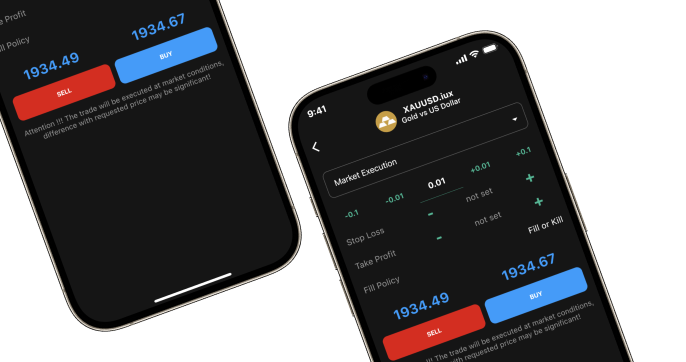 Profit
Policy
1934.49
1934.67
SELL
BUY
Attention !!! The trade will be executed at market conditions,
difference with requested price may be significant!
9:41
XAUUSD.iux
Gold vs US Dollar
Market Execution
-0.1
-0.01
0.01
+0.01
+0.1
Stop Loss
-
not set
+
Take Profit
-
not set
+
Fill Policy
Fill or Kill
1934.49
1934.67
SELL
BUY
!!! The trade will be executed at market conditions,
with requested price may be significant!